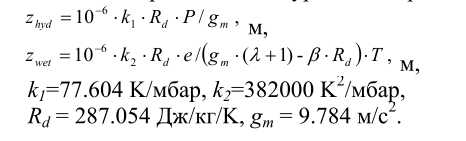 z_hyd = 10^-6 · k_1 · R_d · P / g_m , м,
z_wet = 10^-6 · k_2 · R_d · e /(g_m · (λ + 1) - β · R_d) · T , м,
k_1=77.604 К/мбар, k_2=382000 К^2/мбар,
R_d = 287.054 Дж/кг/К, g_m = 9.784 м/с^2.